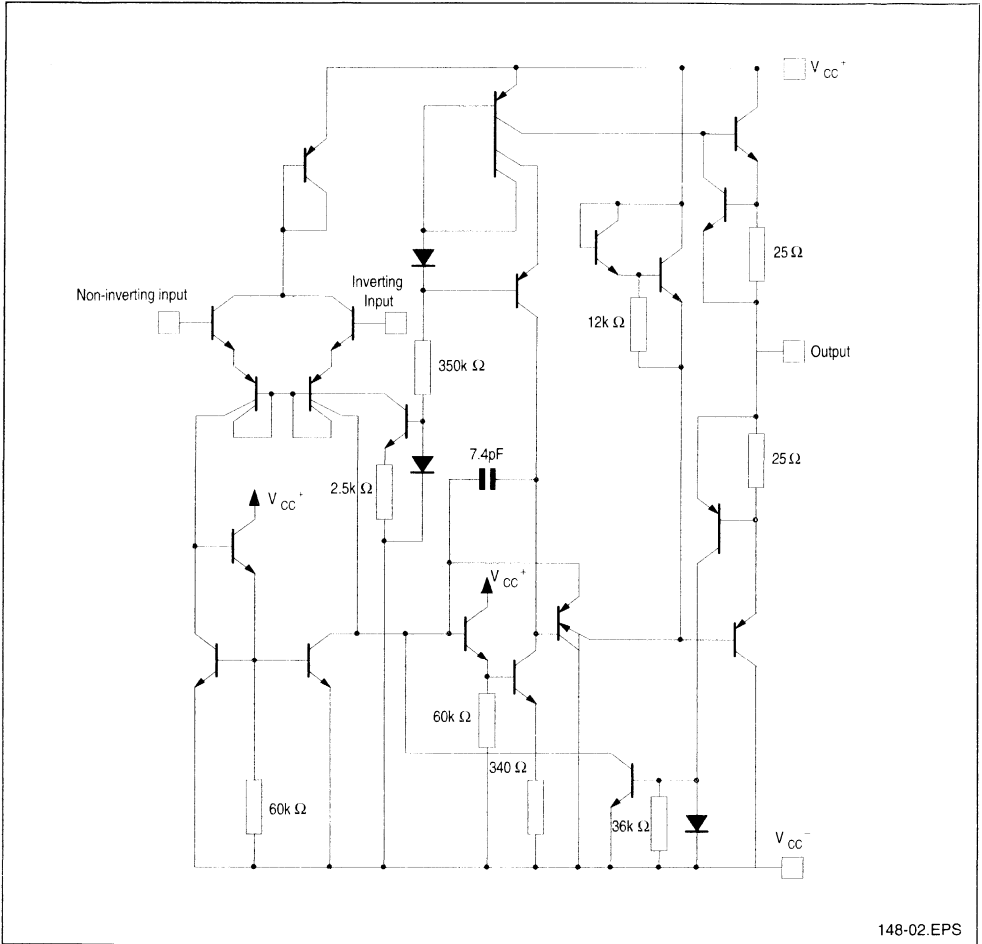 V CC +
25 Ω
Non-inverting input
Inverting
Input
12k Ω
Output
350k Ω
7.4pF
25 Ω
2.5k Ω
V CC +
V CC +
60k Ω
340 Ω
60k Ω
36k Ω
V CC −
148-02.EPS